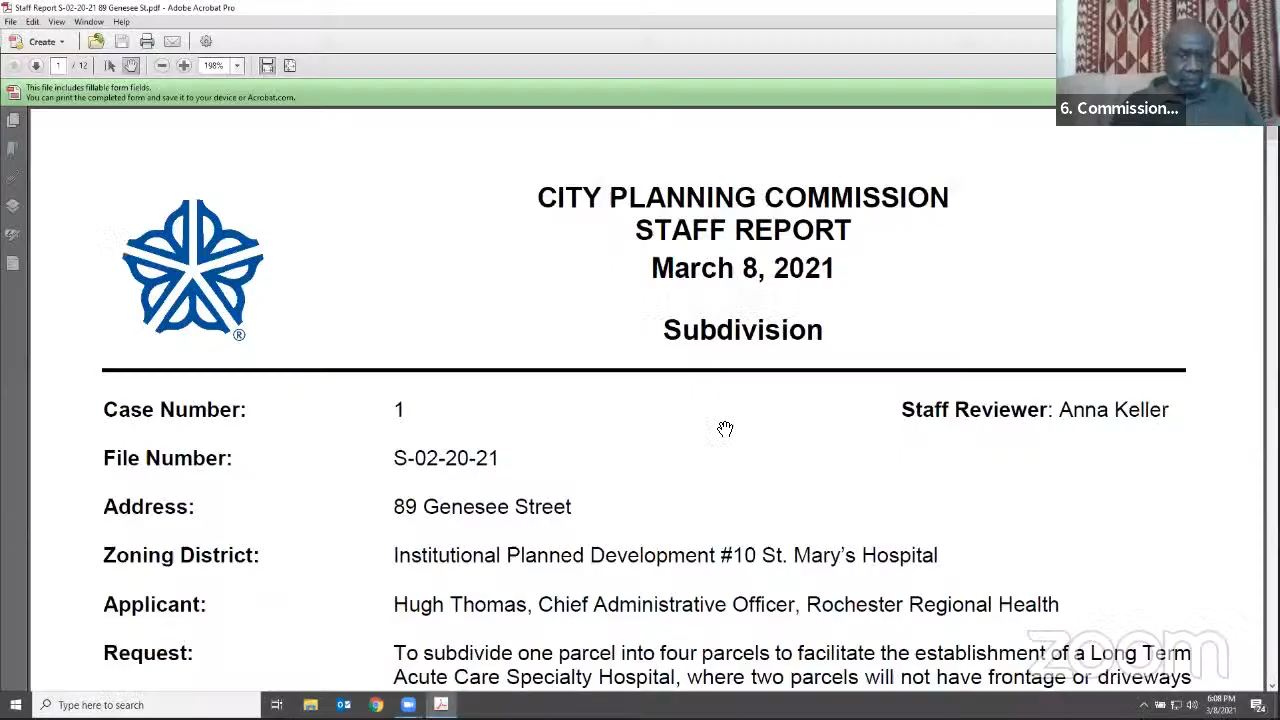 Staff Report S-02-20-21 89 Genesee St.pdf - Adobe Acrobat Pro
File Edit View Window Help
Create
1 / 12 198%
This file includes fillable form fields.
You can print the completed form and save it to your device or Acrobat.com.
6. Commission...
CITY PLANNING COMMISSION
STAFF REPORT
March 8, 2021
Subdivision
®
Case Number: 1 Staff Reviewer: Anna Keller
File Number: S-02-20-21
Address: 89 Genesee Street
Zoning District: Institutional Planned Development #10 St. Mary’s Hospital
Applicant: Hugh Thomas, Chief Administrative Officer, Rochester Regional Health
Request: To subdivide one parcel into four parcels to facilitate the establishment of a Long Term
Acute Care Specialty Hospital, where two parcels will not have frontage or driveways
zoom
Type here to search
6:08 PM
3/8/2021
24